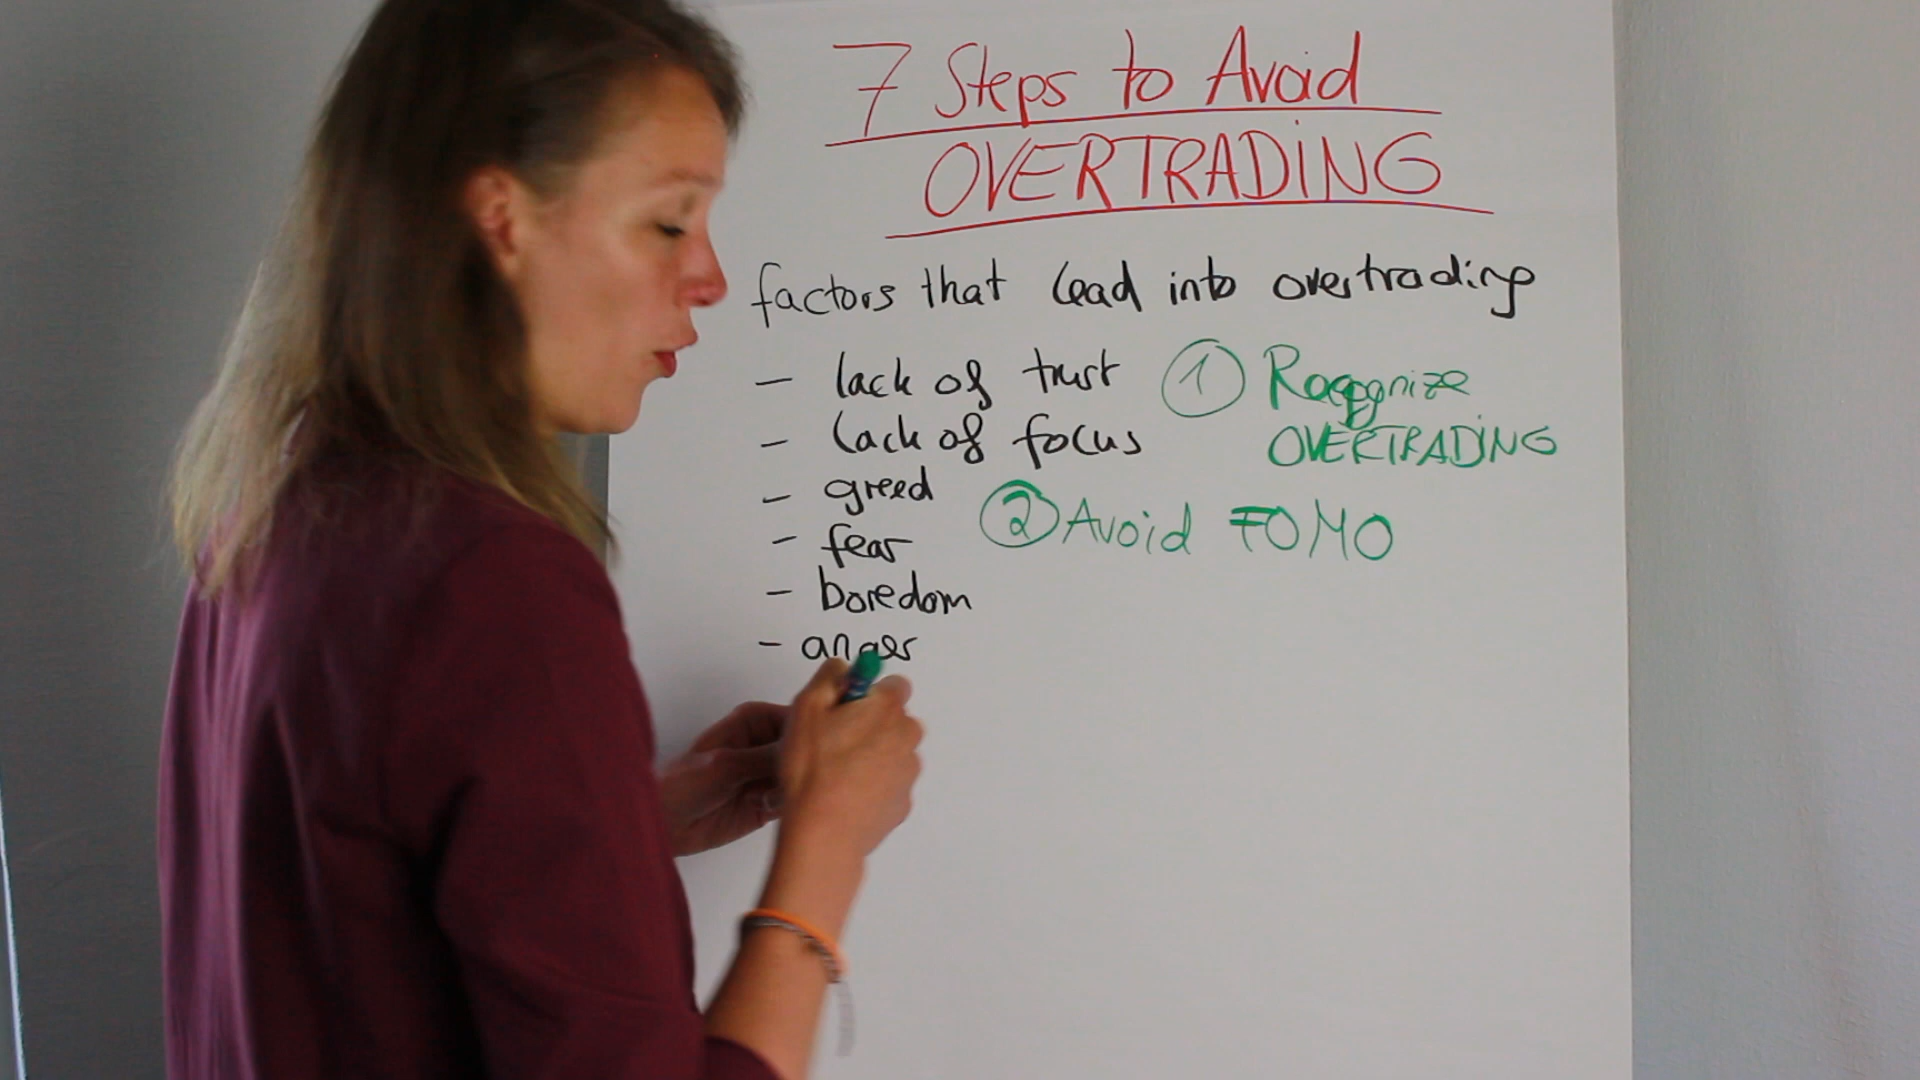 7 Steps to Avoid
OVERTRADING
factors that lead into overtrading
- lack of trust
- lack of focus
- greed
- fear
- boredom
- anger
1 Recognize
OVERTRADING
2 Avoid FOMO